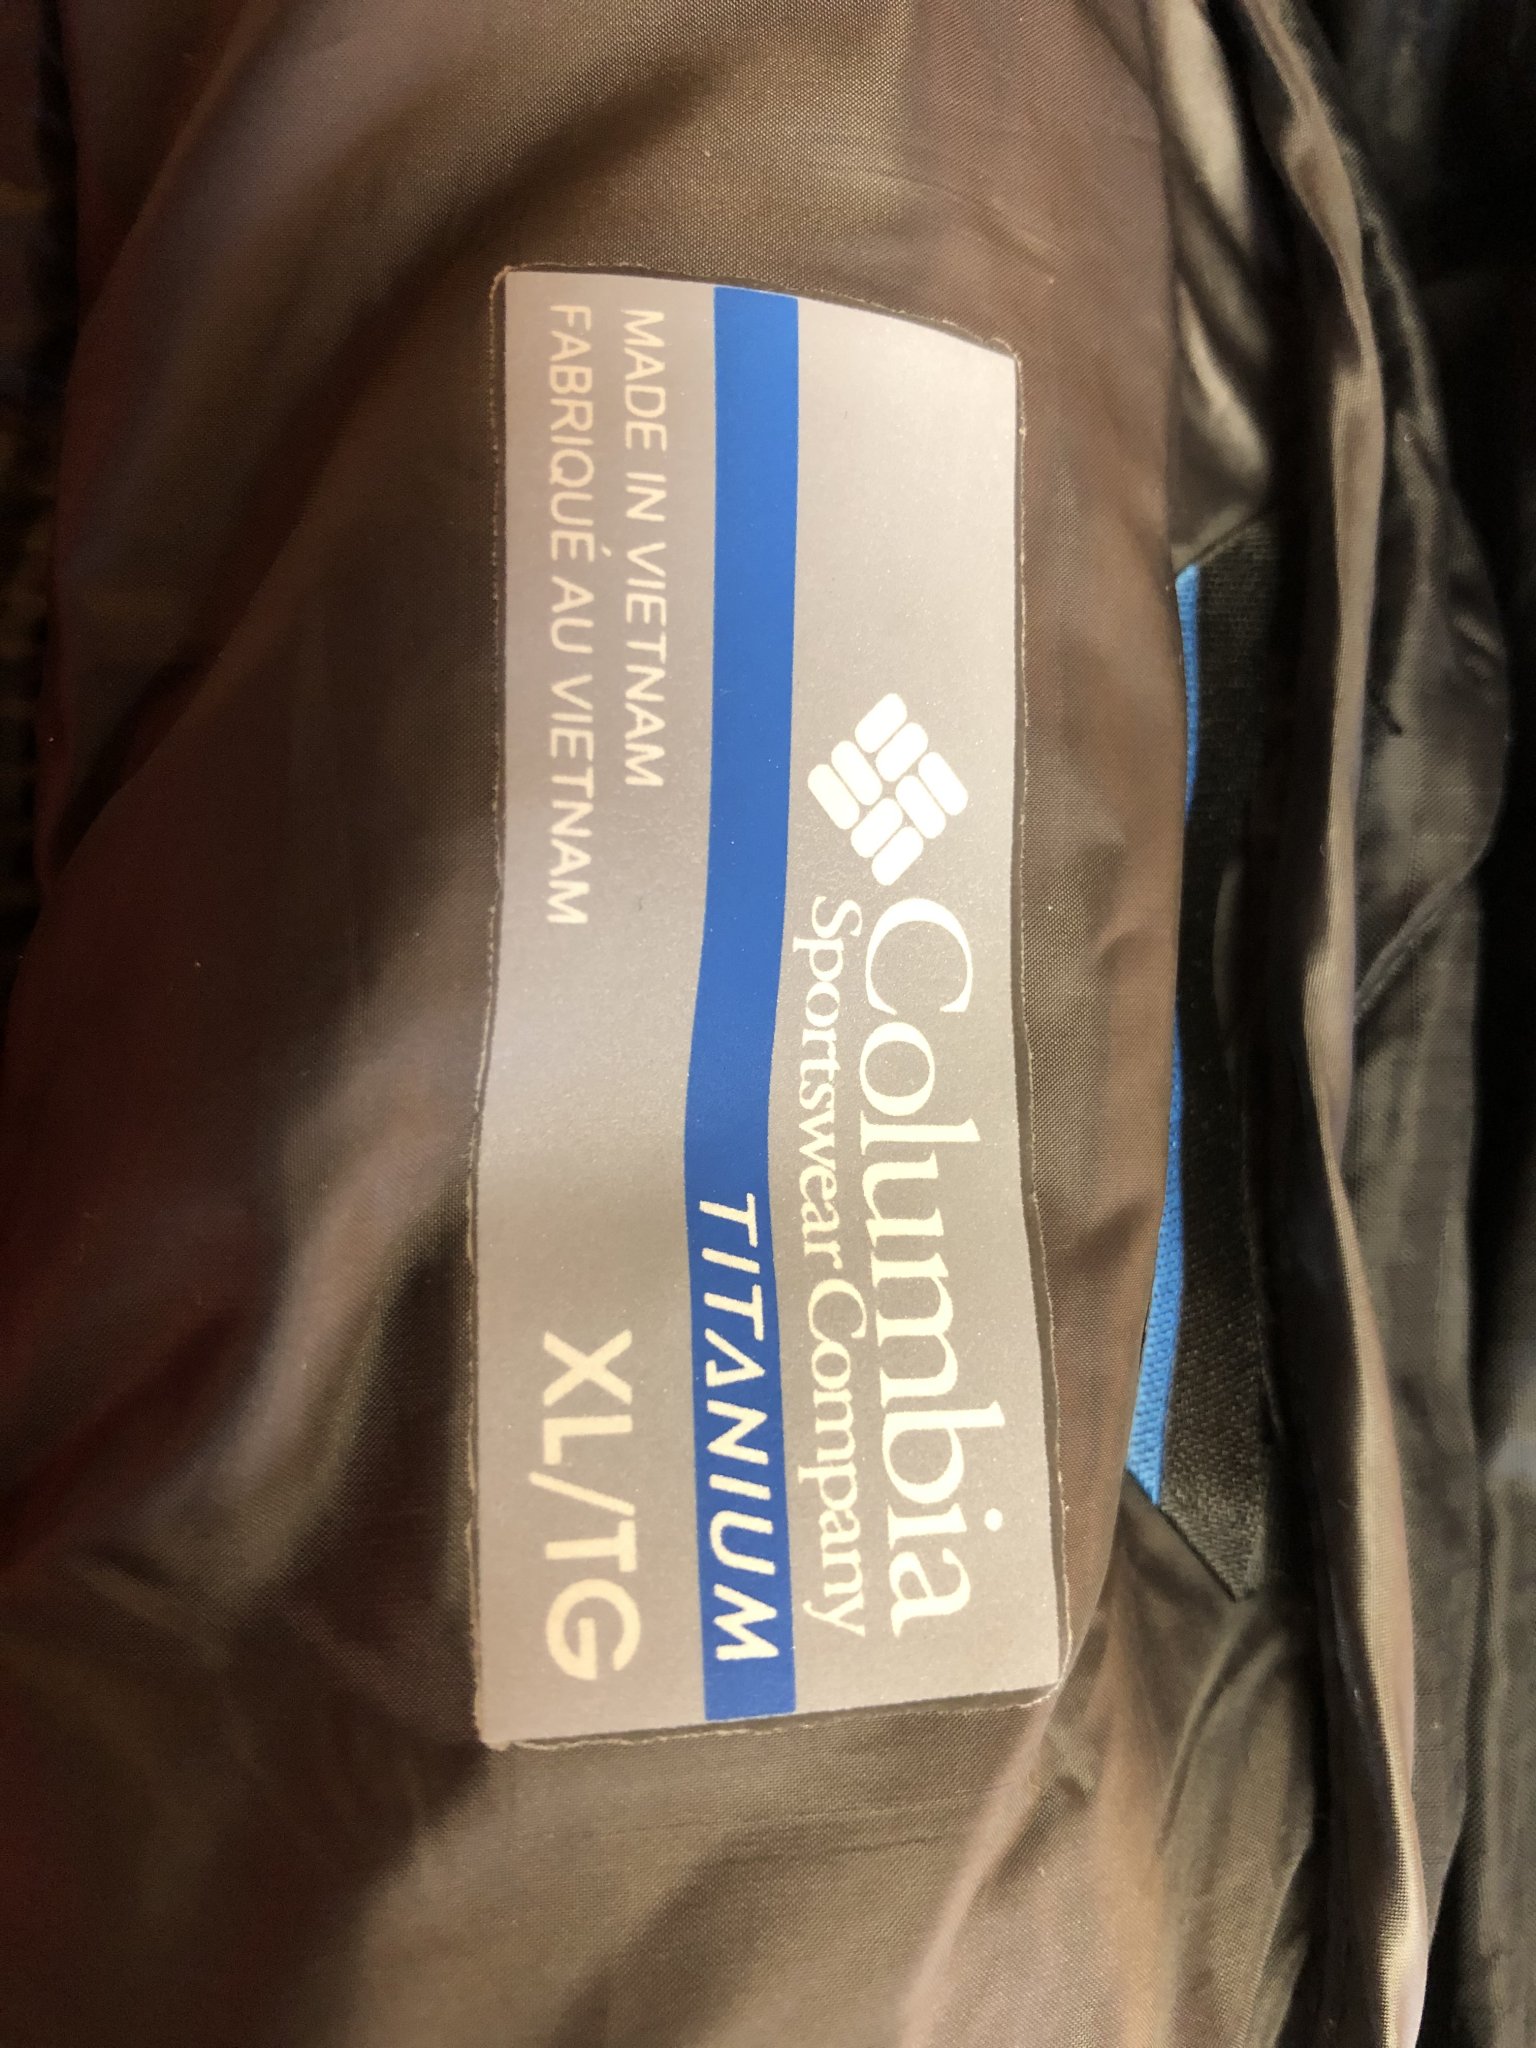 Columbia
Sportswear Company
TITANIUM
MADE IN VIETNAM
FABRIQUÉ AU VIETNAM
XL/TG